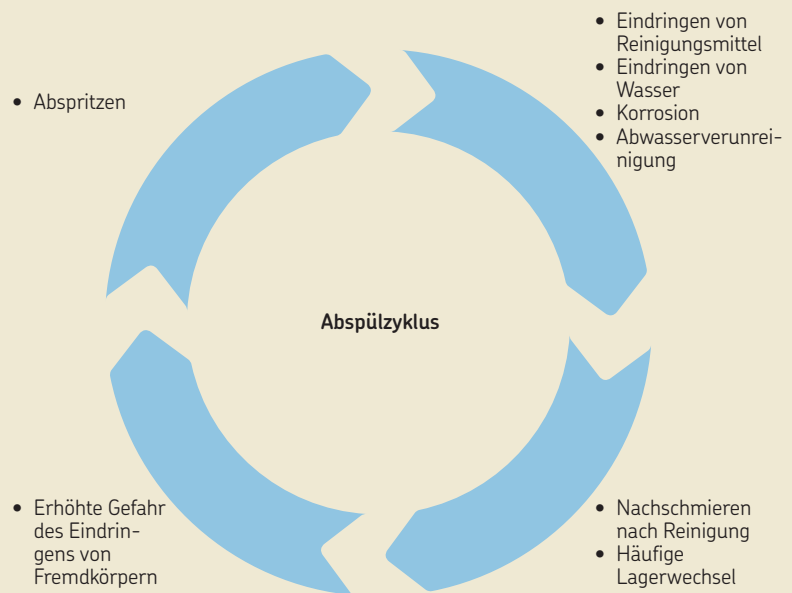 • Abspritzen
• Eindringen von
Reinigungsmittel
• Eindringen von
Wasser
• Korrosion
• Abwasserverunrei-
nigung
Abspülzyklus
• Erhöhte Gefahr
des Eindrin-
gens von
Fremdkörpern
• Nachschmieren
nach Reinigung
• Häufige
Lagerwechsel